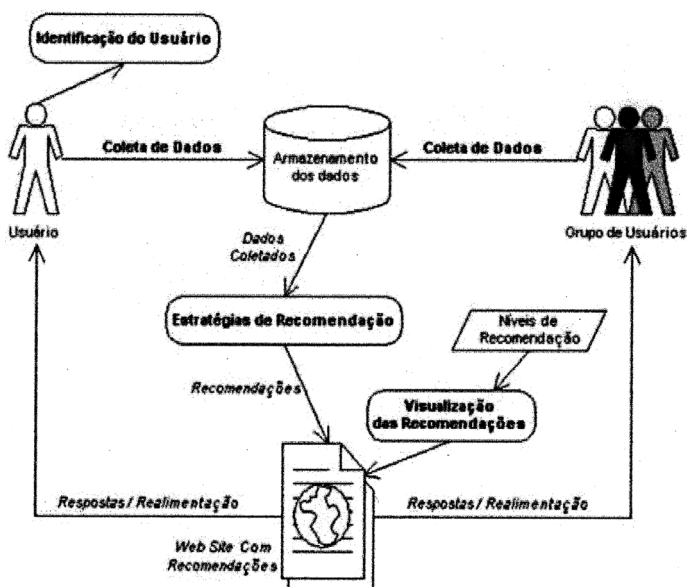 Identificação do Usuário
Coleta de Dados
Armazenamento
dos dados
Coleta de Dados
Usuário
Grupo de Usuários
Dados
Coletados
Estratégias de Recomendação
Níveis de
Recomendação
Recomendações
Visualização
das Recomendações
Respostas / Realimentação
Respostas / Realimentação
Web Site Com
Recomendações